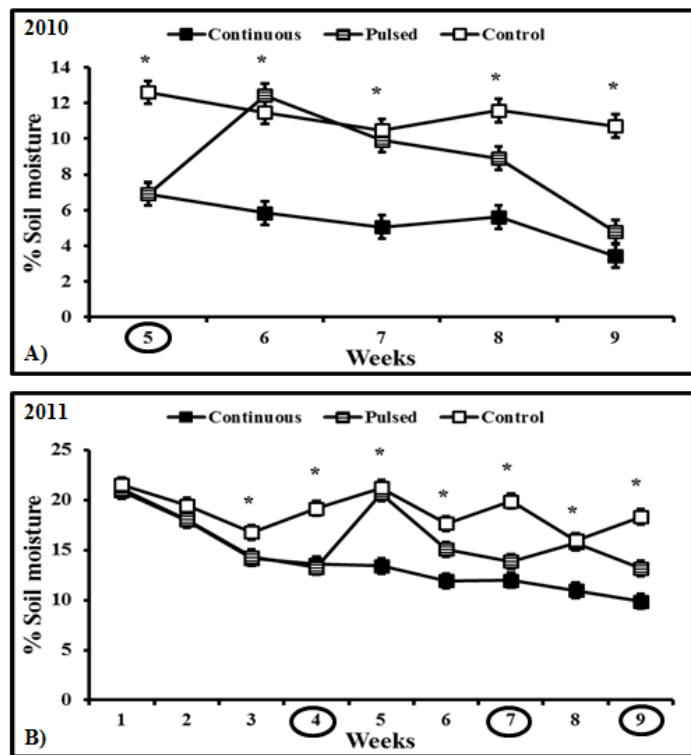 2010
Continuous Pulsed Control
14
12
10
8
6
4
2
0
% Soil moisture
* * * * *
5 6 7 8 9
Weeks
A)
2011
Continuous Pulsed Control
25
20
15
10
5
0
% Soil moisture
* * * * * * *
1 2 3 4 5 6 7 8 9
Weeks
B)